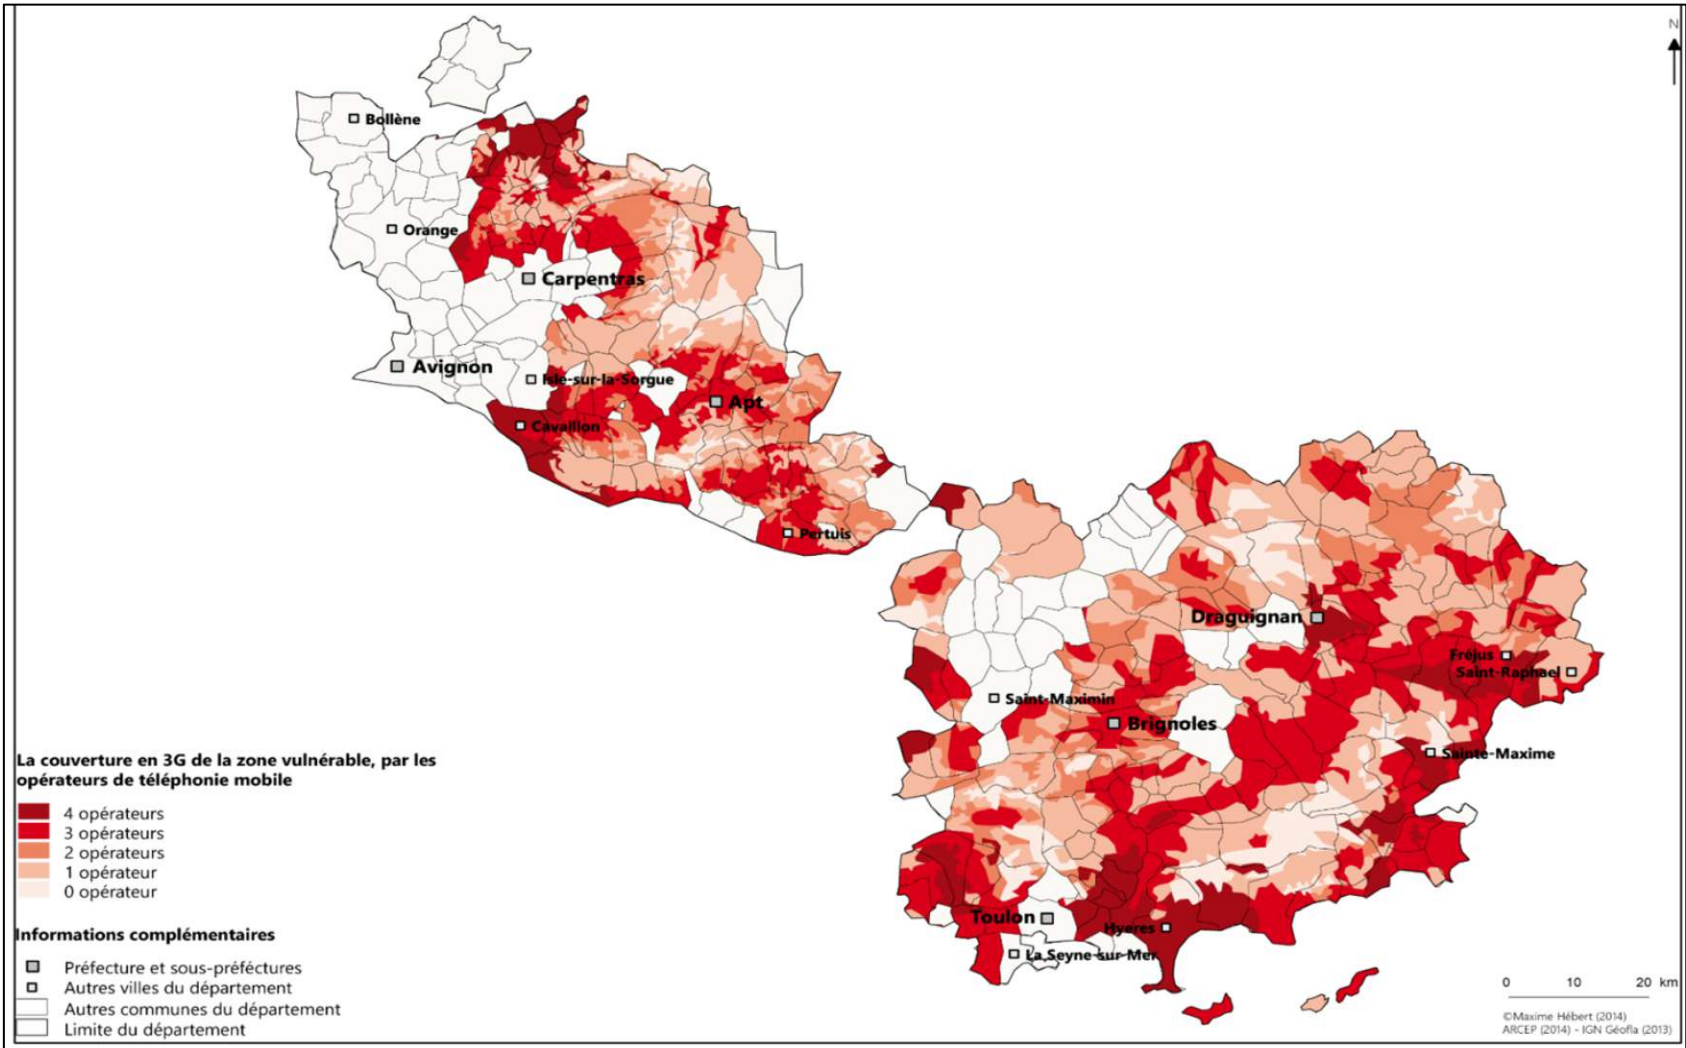 N
Bollène
Orange
Carpentras
Avignon
Isle-sur-la-Sorgue
Apt
Cavaillon
Pertuis
Draguignan
Fréjus
Saint-Raphael
Saint-Maximin
Brignoles
Sainte-Maxime
La couverture en 3G de la zone vulnérable, par les
opérateurs de téléphonie mobile
4 opérateurs
3 opérateurs
2 opérateurs
1 opérateur
0 opérateur
Toulon
Hyeres
La Seyne-sur-Mer
Informations complémentaires
Préfecture et sous-préféctures
Autres villes du département
Autres communes du département
Limite du département
0 10 20 km
©Maxime Hébert (2014)
ARCEP (2014) - IGN Géofla (2013)